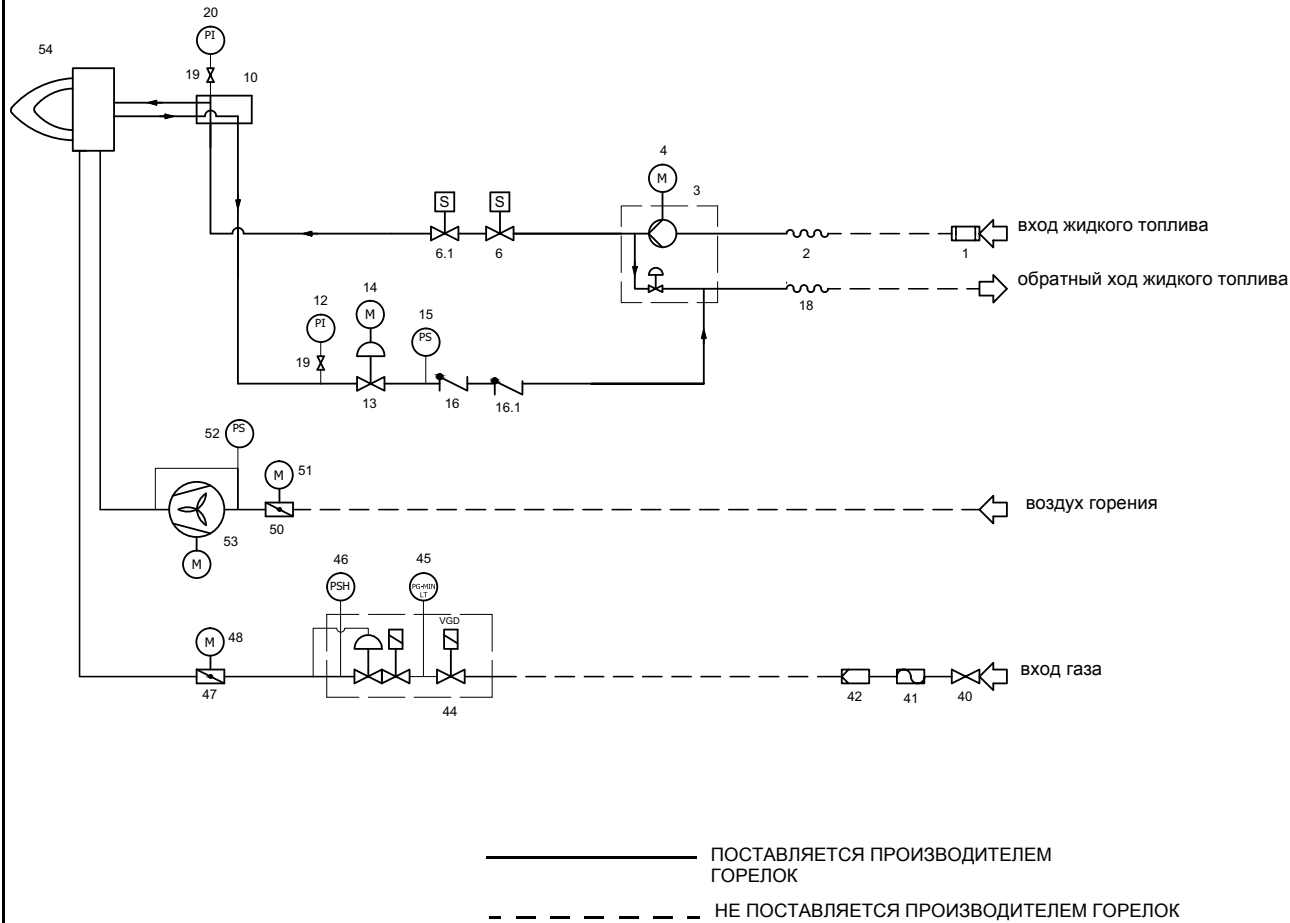 20
PI
54
19
10
4
M
3
S
S
6.1
6
2
1
вход жидкого топлива
18
обратный ход жидкого топлива
12
PI
14
M
15
PS
19
13
16
16.1
52
PS
M
51
50
53
M
воздух горения
46
PSH
45
PG-MIN
LT
VGD
M
48
47
44
42
41
40
вход газа
ПОСТАВЛЯЕТСЯ ПРОИЗВОДИТЕЛЕМ
ГОРЕЛОК
НЕ ПОСТАВЛЯЕТСЯ ПРОИЗВОДИТЕЛЕМ ГОРЕЛОК